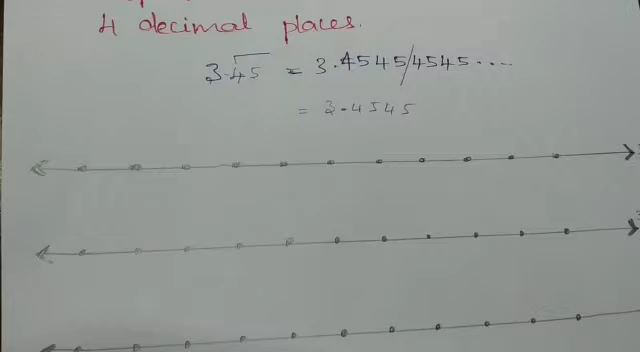 4 decimal places.
3.4̅5̅ = 3.4545/4545....
= 3.4545